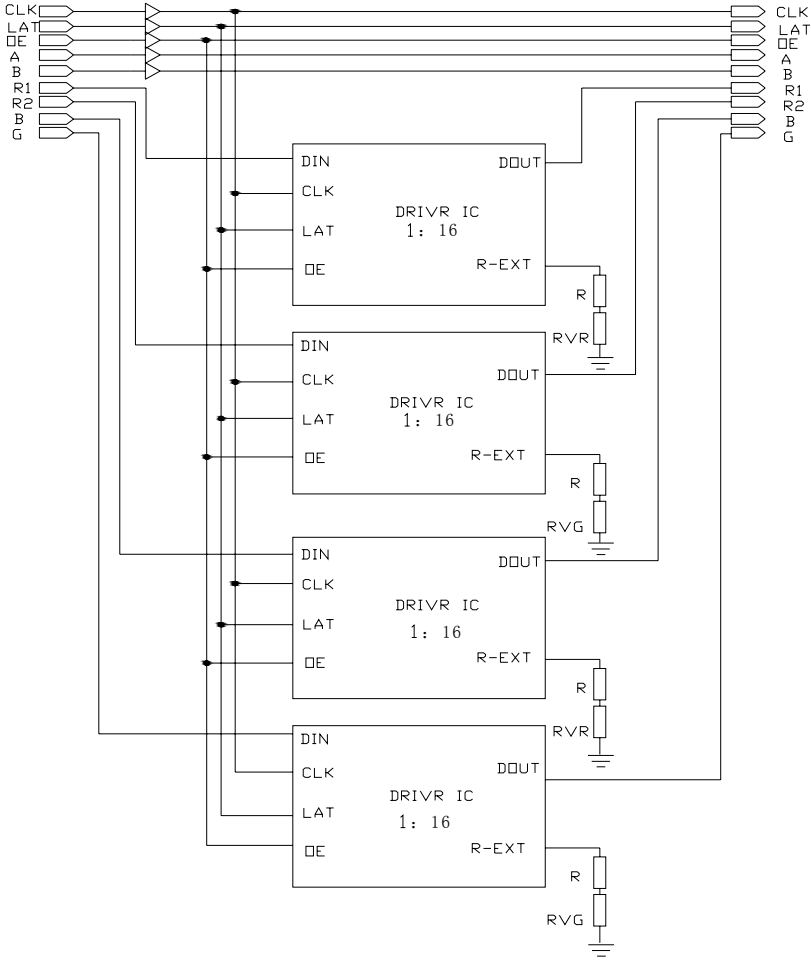 CLK CLK
LAT LAT
OE OE
A A
B B
R1 R1
R2 R2
B B
G G
DIN DOUT
CLK
DRIVR IC
LAT 1: 16
OE R-EXT
R
RVR
DIN
CLK DOUT
DRIVR IC
LAT 1: 16
OE R-EXT
R
RVG
DIN DOUT
CLK
DRIVR IC
LAT 1: 16
OE R-EXT
R
RVR
DIN
CLK DOUT
DRIVR IC
LAT 1: 16
OE R-EXT
R
RVG